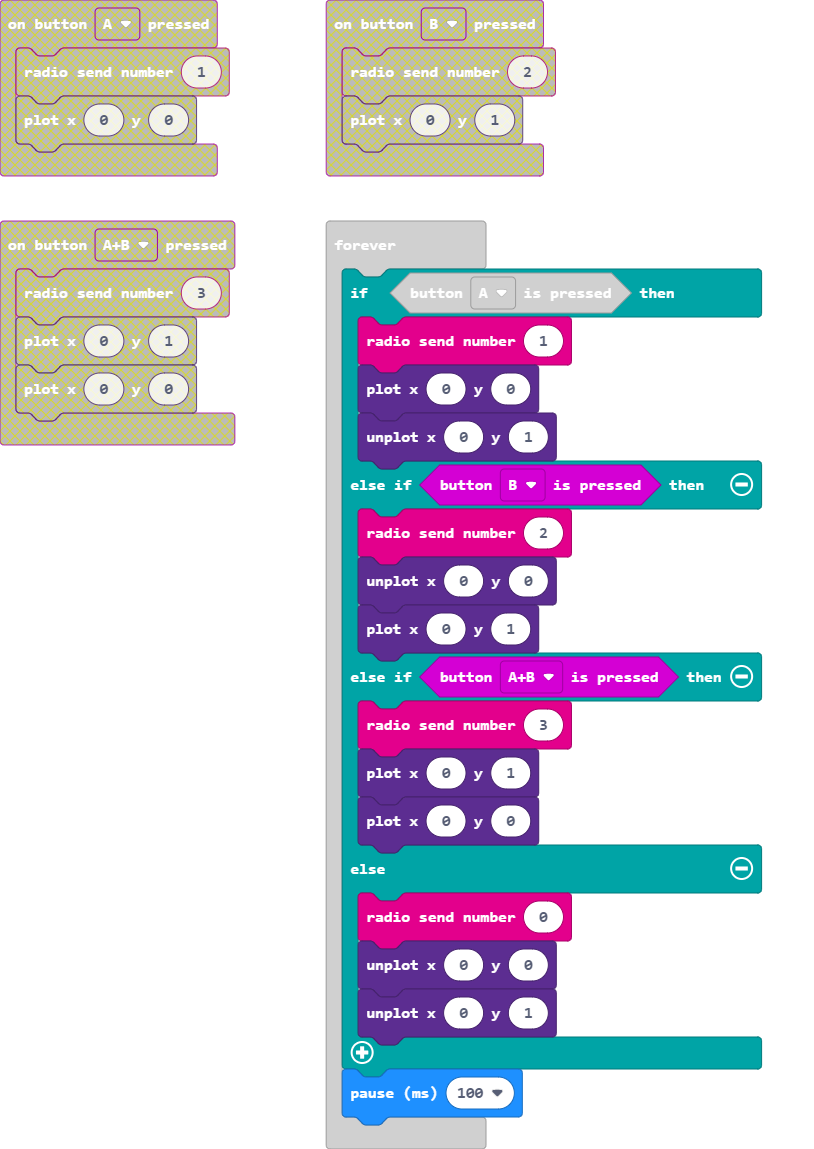 on button A pressed
radio send number 1
plot x 0 y 0
on button B pressed
radio send number 2
plot x 0 y 1
on button A+B pressed
radio send number 3
plot x 0 y 1
plot x 0 y 0
forever
if button A is pressed then
radio send number 1
plot x 0 y 0
unplot x 0 y 1
else if button B is pressed then
radio send number 2
unplot x 0 y 0
plot x 0 y 1
else if button A+B is pressed then
radio send number 3
plot x 0 y 1
plot x 0 y 0
else
radio send number 0
unplot x 0 y 0
unplot x 0 y 1
pause (ms) 100